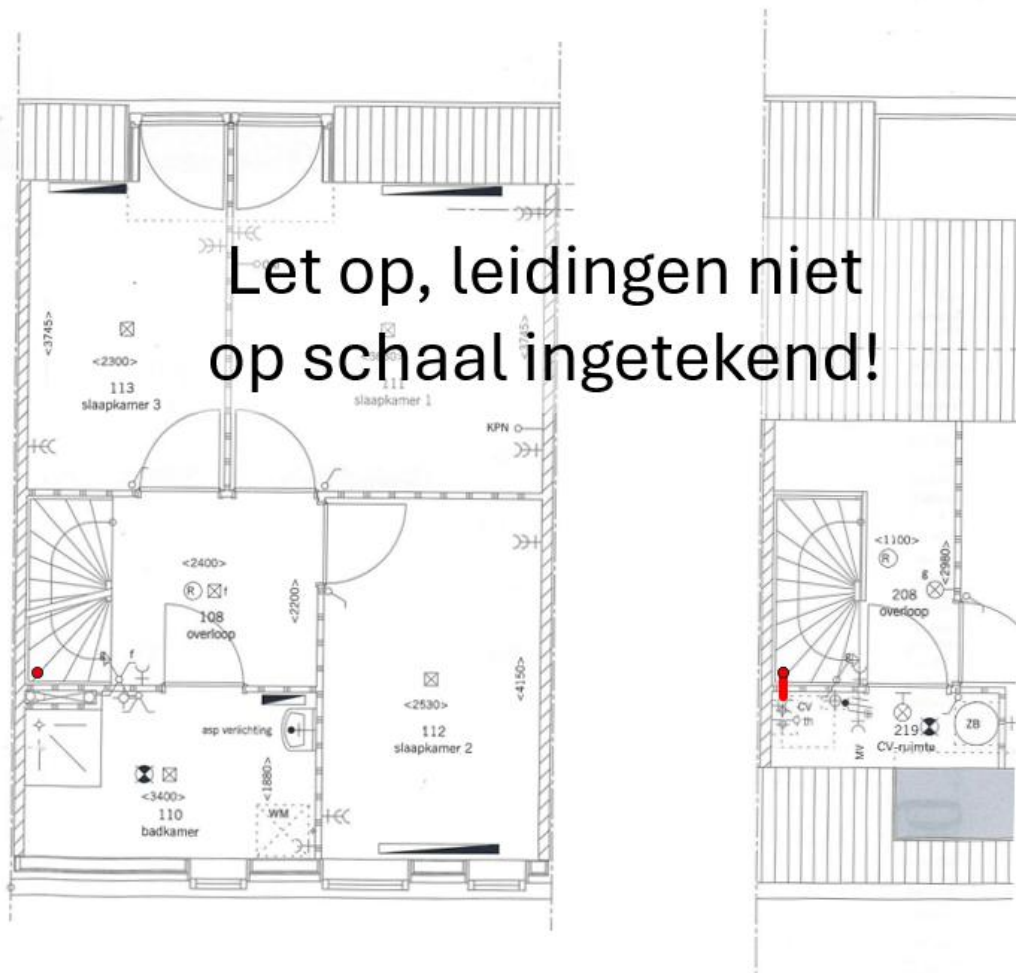 Let op, leidingen niet
op schaal ingetekend!
<3745>
<2300>
113
slaapkamer 3
111
slaapkamer 1
<3745>
KPN
<2400>
R
f
108
overloop
<2200>
f
asp verlichting
<3400>
110
badkamer
<1880>
WM
<2530>
112
slaapkamer 2
<4150>
<1100>
R
<2980>
208
overloop
CV
th
MV
219
CV-ruimte
ZB